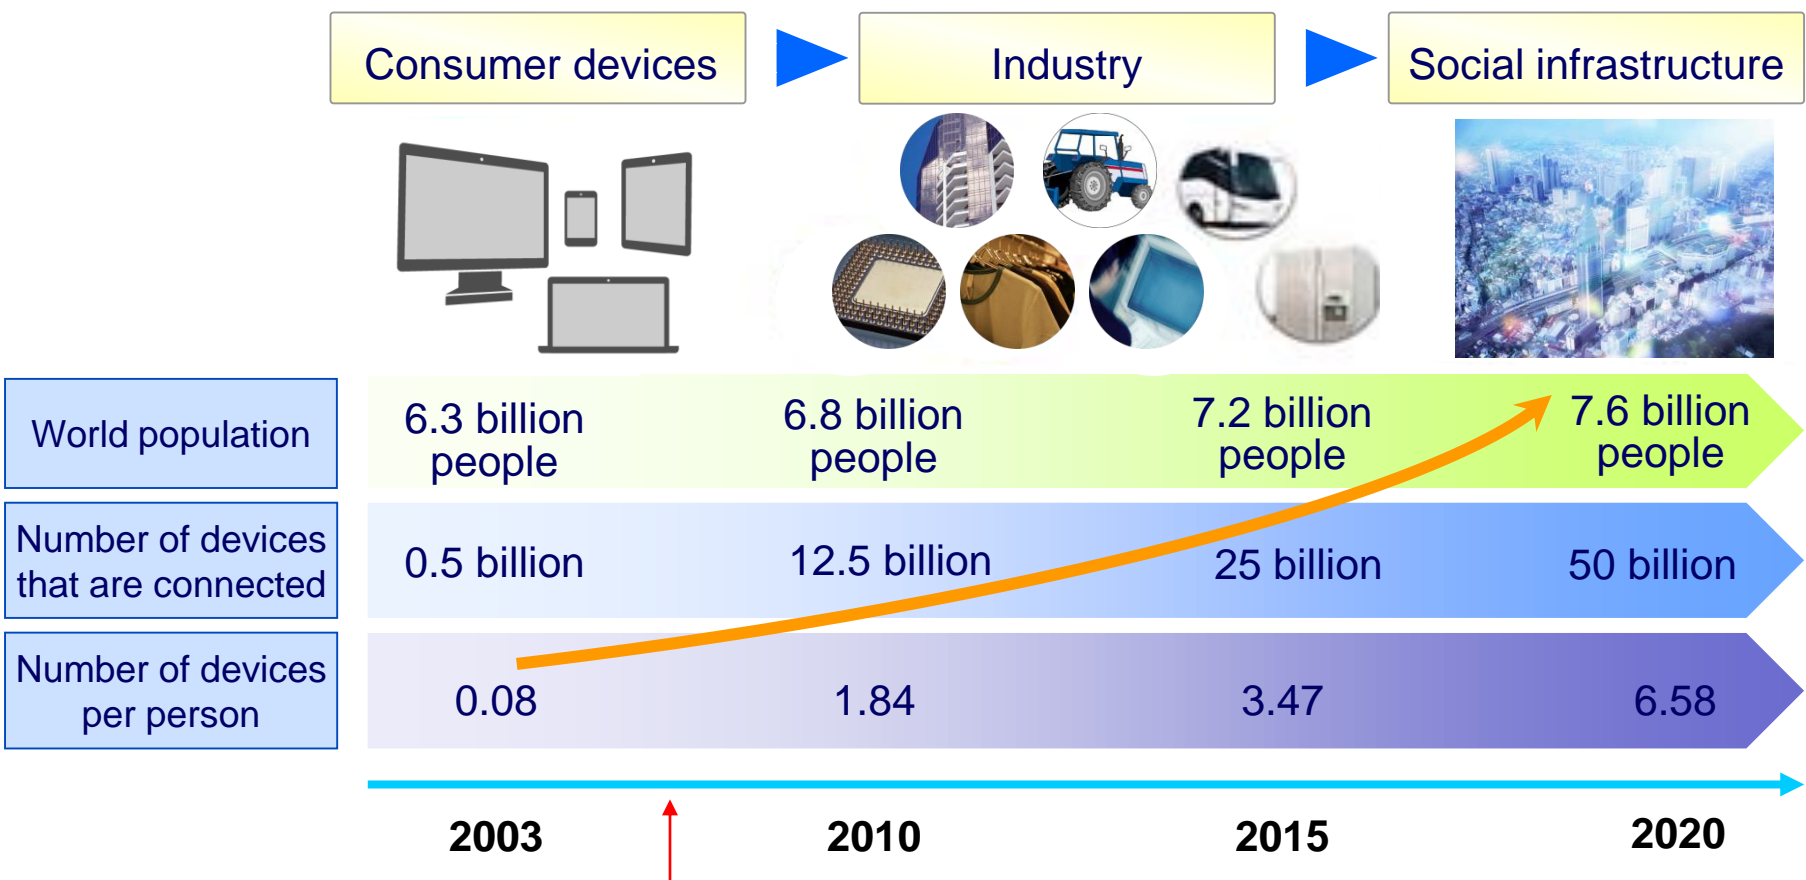 Consumer devices
Industry
Social infrastructure
World population
6.3 billion
people
6.8 billion
people
7.2 billion
people
7.6 billion
people
Number of devices
that are connected
0.5 billion
12.5 billion
25 billion
50 billion
Number of devices
per person
0.08
1.84
3.47
6.58
2003
2010
2015
2020